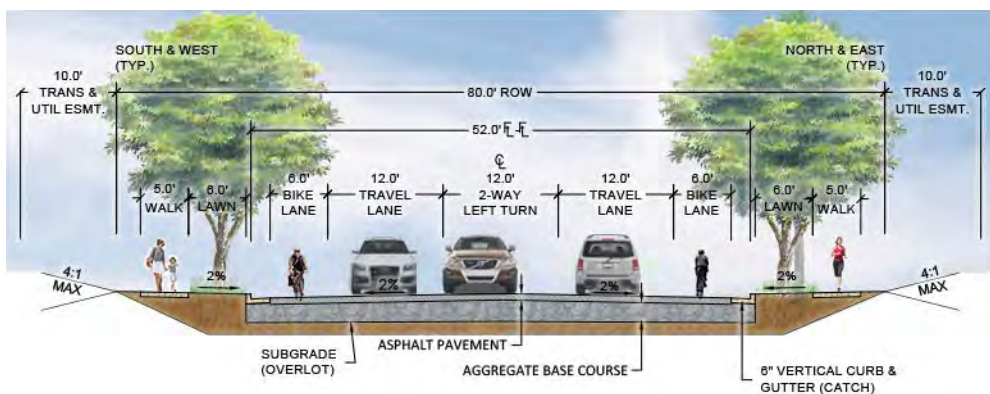 SOUTH & WEST
(TYP.)
NORTH & EAST
(TYP.)
10.0'
TRANS &
UTIL ESMT.
10.0'
TRANS &
UTIL ESMT.
80.0' ROW
52.0' FL-FL
CL
5.0'
WALK
6.0'
LAWN
6.0'
BIKE
LANE
12.0'
TRAVEL
LANE
12.0'
2-WAY
LEFT TURN
12.0'
TRAVEL
LANE
6.0'
BIKE
LANE
6.0'
LAWN
5.0'
WALK
4:1
MAX
2%
2%
2%
2%
4:1
MAX
SUBGRADE
(OVERLOT)
ASPHALT PAVEMENT
AGGREGATE BASE COURSE
6" VERTICAL CURB &
GUTTER (CATCH)